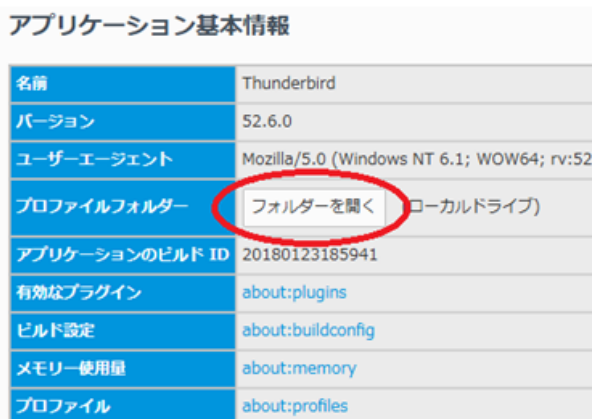 アプリケーション基本情報
名前 Thunderbird
バージョン 52.6.0
ユーザーエージェント Mozilla/5.0 (Windows NT 6.1; WOW64; rv:52
プロファイルフォルダー フォルダーを開く ローカルドライブ)
アプリケーションのビルド ID 20180123185941
有効なプラグイン about:plugins
ビルド設定 about:buildconfig
メモリー使用量 about:memory
プロファイル about:profiles